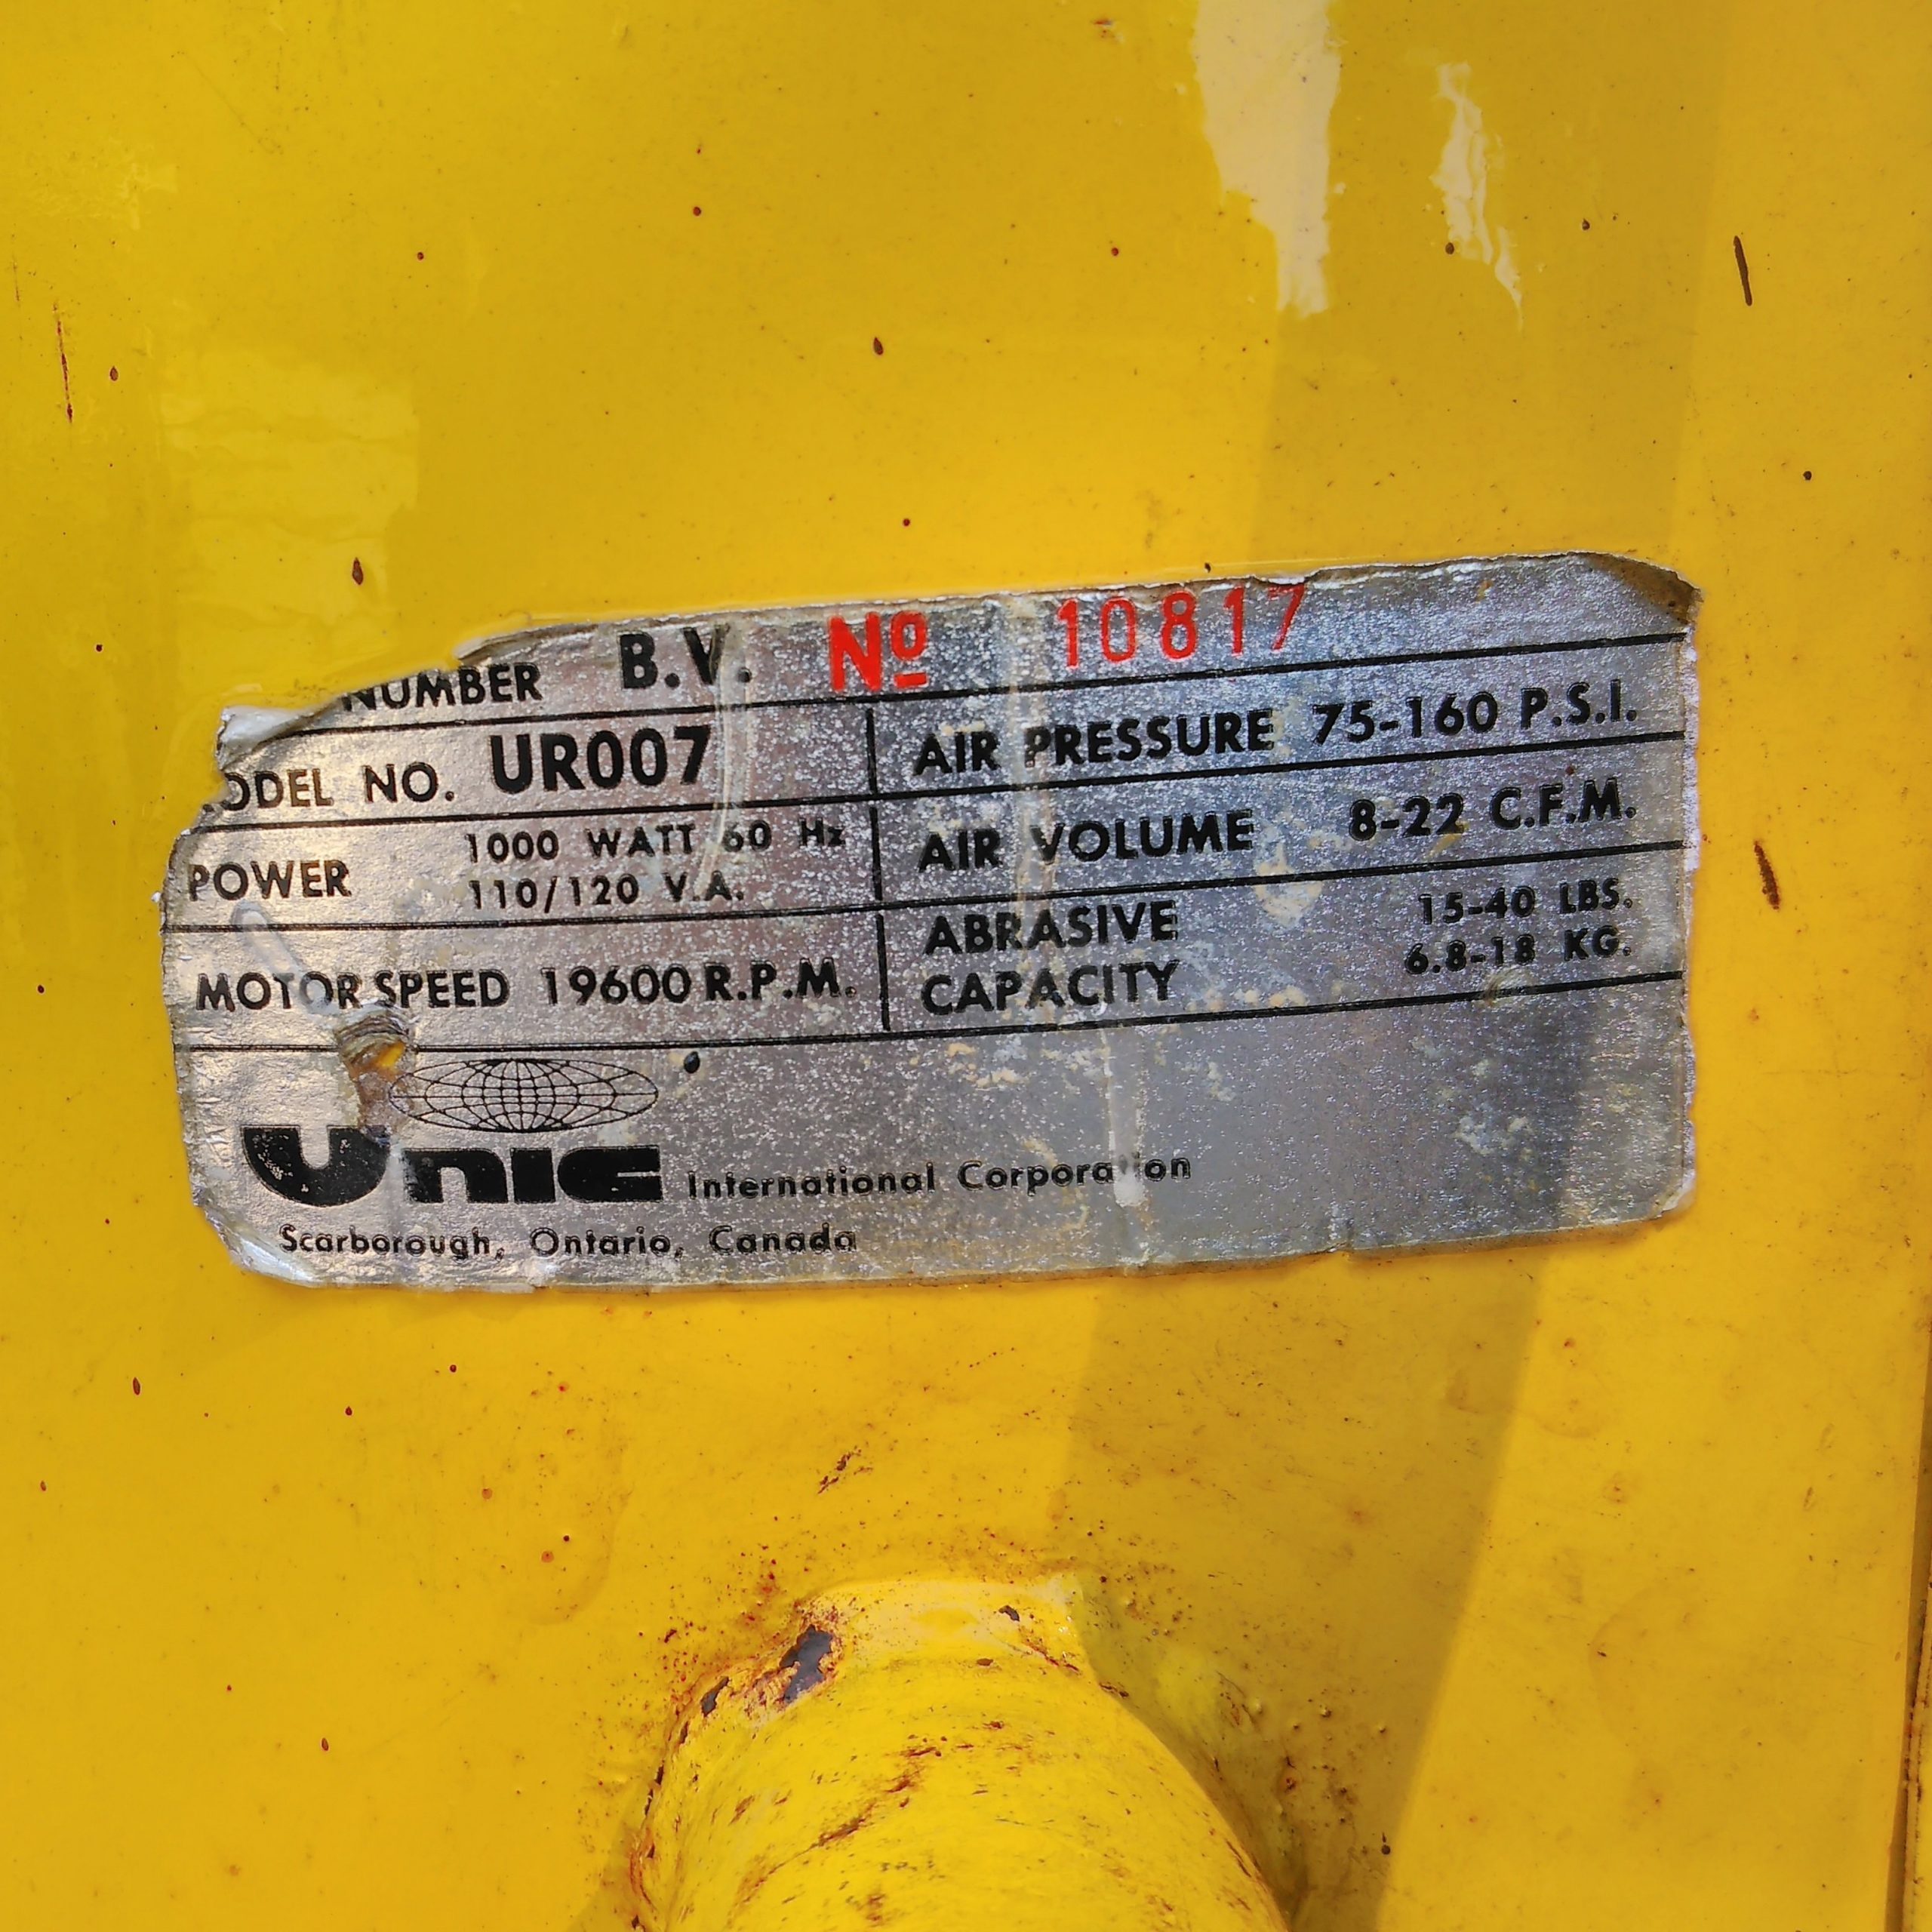 NUMBER B.V. Nº 10817
ODEL NO. UR007
AIR PRESSURE 75-160 P.S.I.
POWER 1000 WATT 60 Hz
110/120 V.A.
AIR VOLUME 8-22 C.F.M.
MOTOR SPEED 19600 R.P.M.
ABRASIVE 15-40 LBS.
CAPACITY 6.8-18 KG.
Unic International Corporation
Scarborough, Ontario, Canada